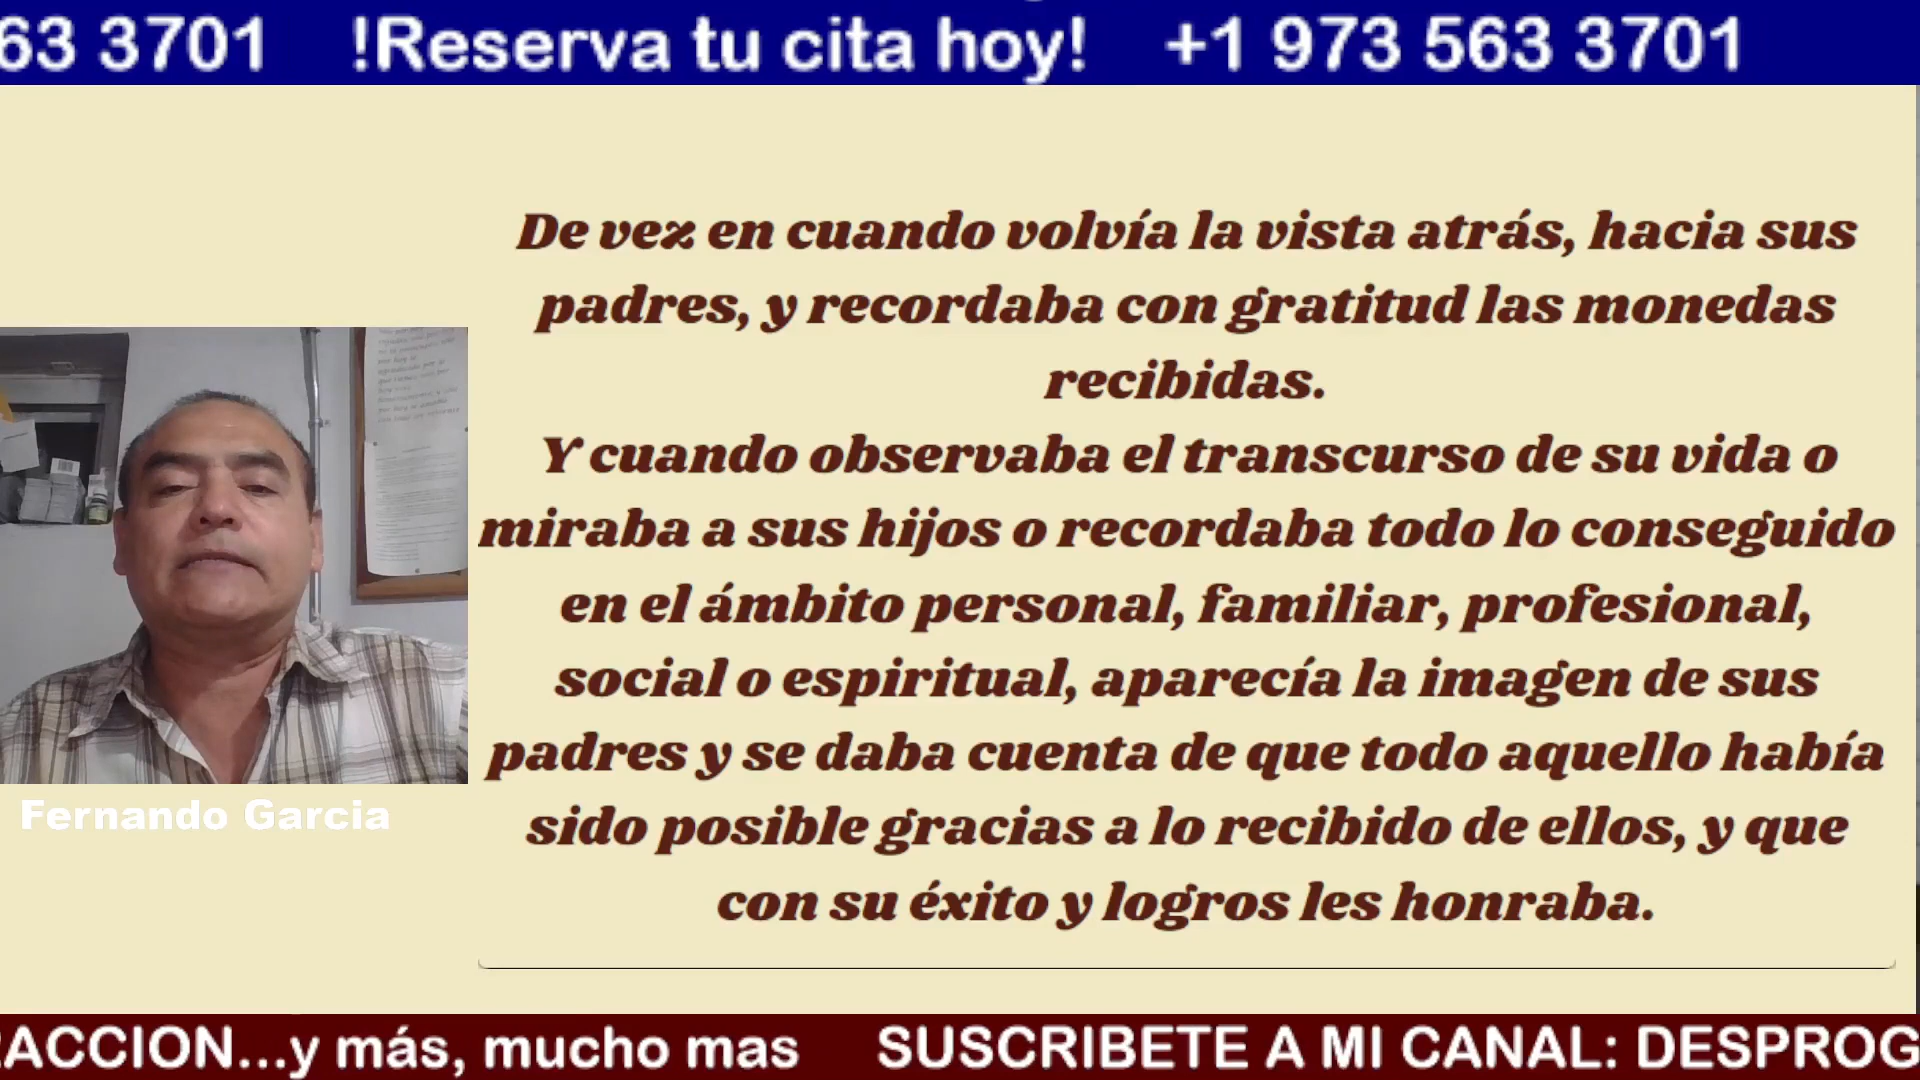 63 3701 !Reserva tu cita hoy! +1 973 563 3701
De vez en cuando volvía la vista atrás, hacia sus
padres, y recordaba con gratitud las monedas
recibidas.
Y cuando observaba el transcurso de su vida o
miraba a sus hijos o recordaba todo lo conseguido
en el ámbito personal, familiar, profesional,
social o espiritual, aparecía la imagen de sus
padres y se daba cuenta de que todo aquello había
sido posible gracias a lo recibido de ellos, y que
con su éxito y logros les honraba.
Fernando Garcia
RACCION...y más, mucho mas SUSCRIBETE A MI CANAL: DESPROG